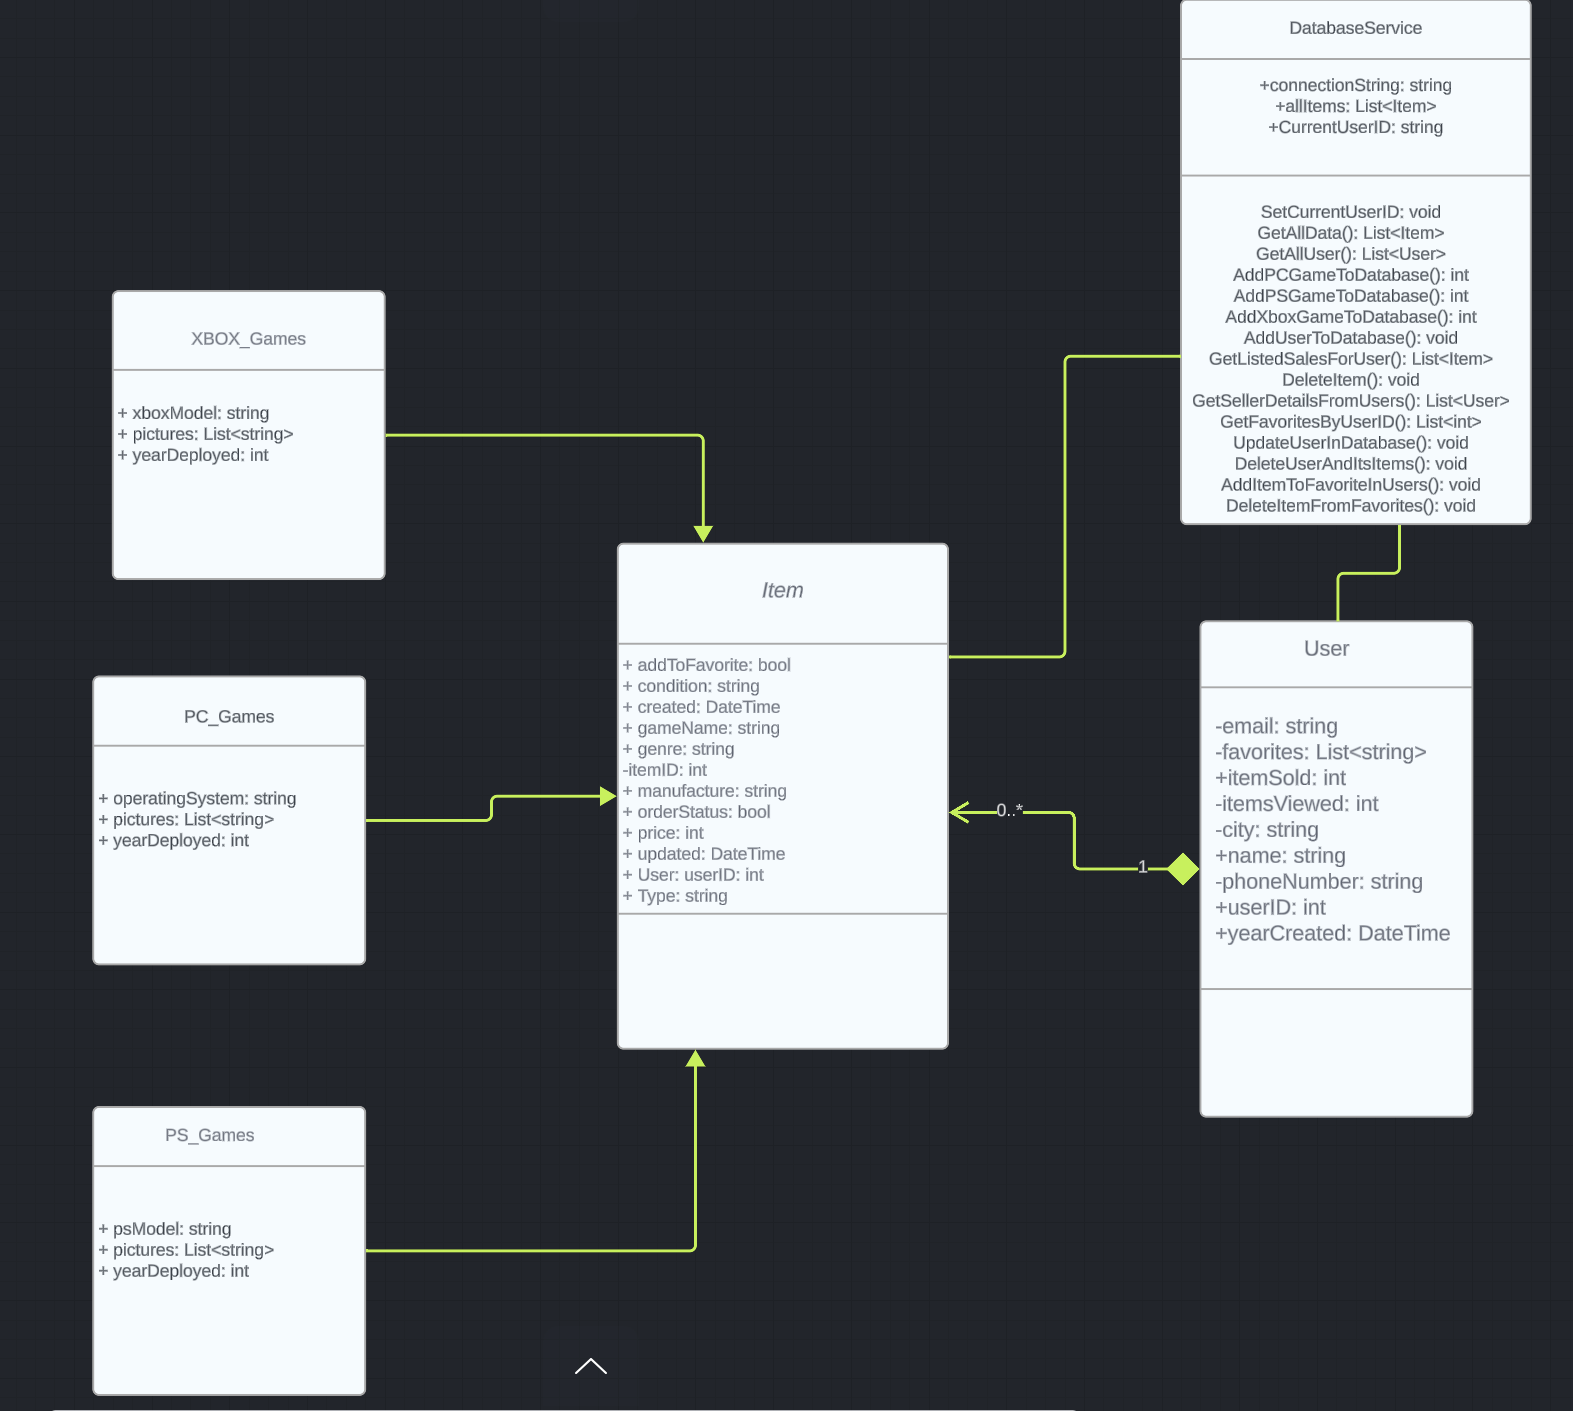 DatabaseService
+connectionString: string
+allItems: List<Item>
+CurrentUserID: string
SetCurrentUserID: void
GetAllData(): List<Item>
GetAllUser(): List<User>
AddPCGameToDatabase(): int
AddPSGameToDatabase(): int
AddXboxGameToDatabase(): int
AddUserToDatabase(): void
GetListedSalesForUser(): List<Item>
DeleteItem(): void
GetSellerDetailsFromUsers(): List<User>
GetFavoritesByUserID(): List<int>
UpdateUserInDatabase(): void
DeleteUserAndItsItems(): void
AddItemToFavoriteInUsers(): void
DeleteItemFromFavorites(): void
XBOX_Games
+ xboxModel: string
+ pictures: List<string>
+ yearDeployed: int
Item
+ addToFavorite: bool
+ condition: string
+ created: DateTime
+ gameName: string
+ genre: string
-itemID: int
+ manufacture: string
+ orderStatus: bool
+ price: int
+ updated: DateTime
+ User: userID: int
+ Type: string
0..*
1
User
-email: string
-favorites: List<string>
+itemSold: int
-itemsViewed: int
-city: string
+name: string
-phoneNumber: string
+userID: int
+yearCreated: DateTime
PC_Games
+ operatingSystem: string
+ pictures: List<string>
+ yearDeployed: int
PS_Games
+ psModel: string
+ pictures: List<string>
+ yearDeployed: int